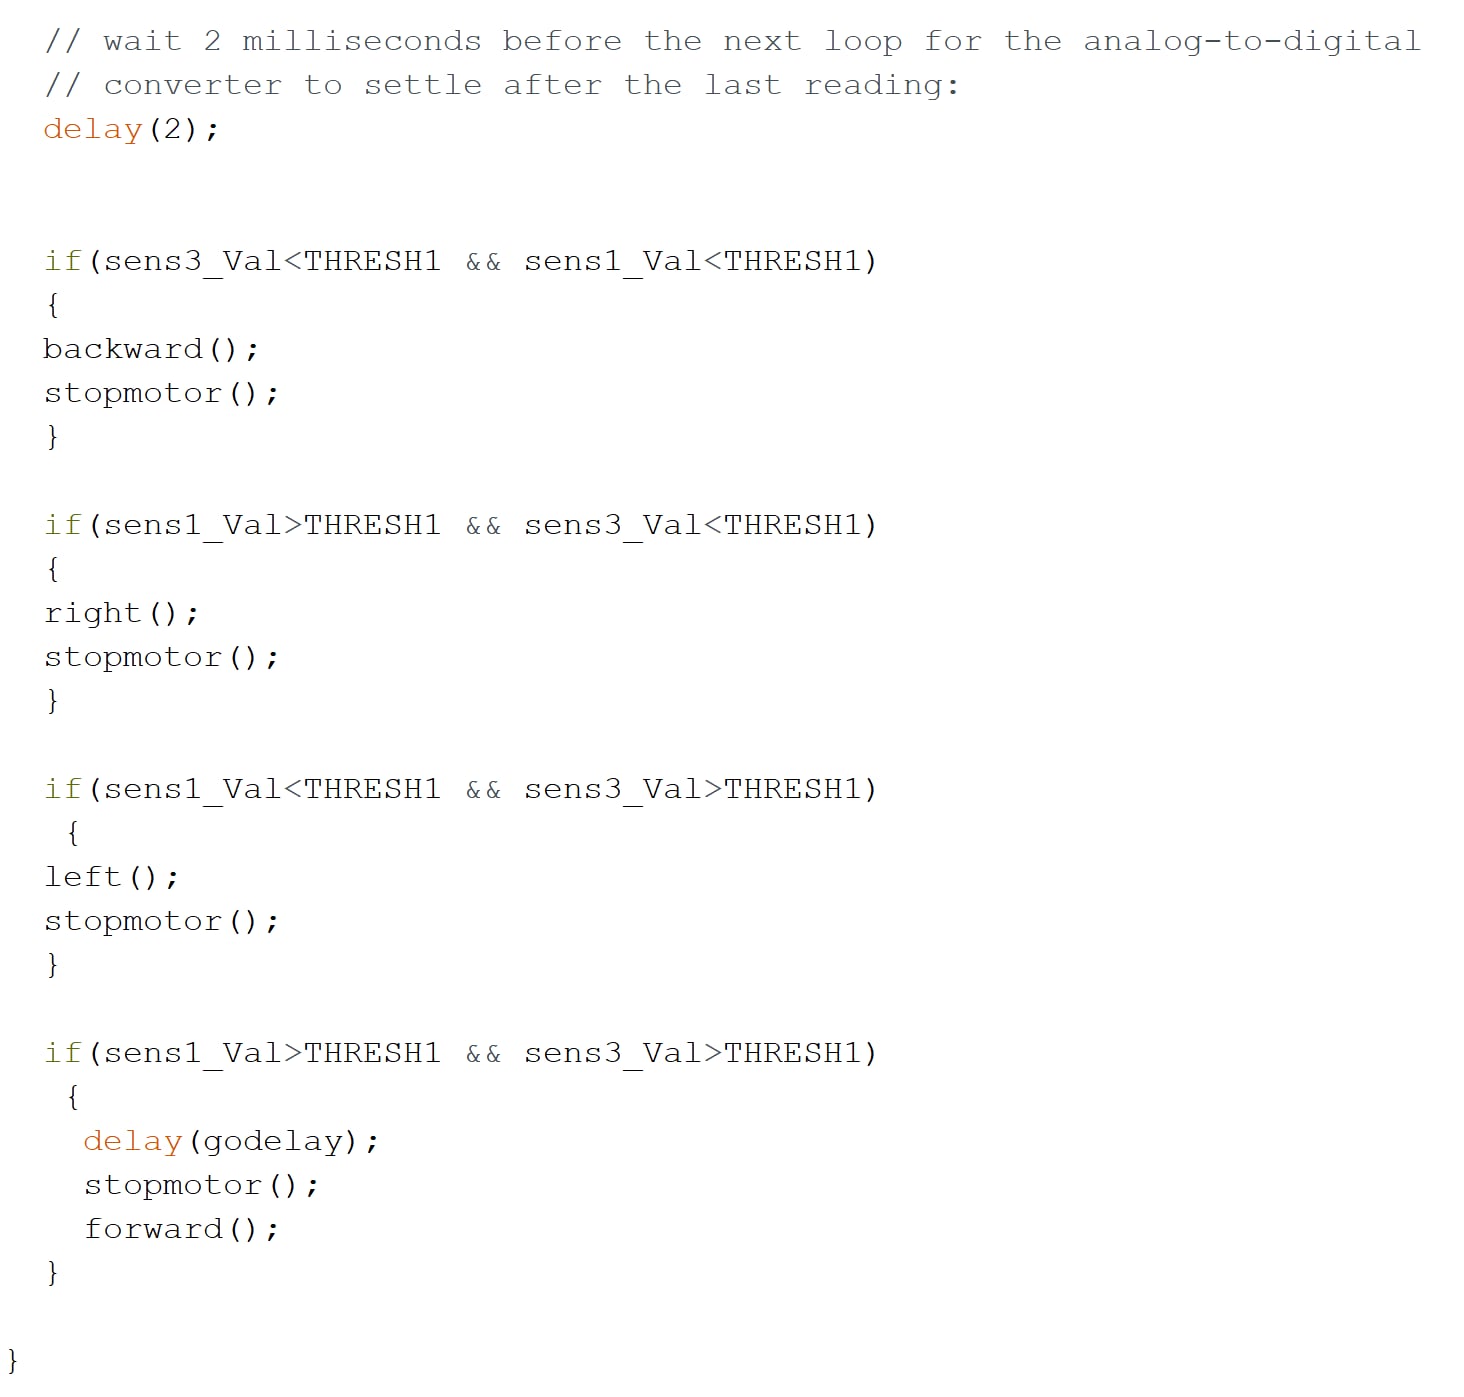 // wait 2 milliseconds before the next loop for the analog-to-digital
// converter to settle after the last reading:
delay(2);
if(sens3_Val<THRESH1 && sens1_Val<THRESH1)
{
backward();
stopmotor();
}
if(sens1_Val>THRESH1 && sens3_Val<THRESH1)
{
right();
stopmotor();
}
if(sens1_Val<THRESH1 && sens3_Val>THRESH1)
{
left();
stopmotor();
}
if(sens1_Val>THRESH1 && sens3_Val>THRESH1)
{
delay(godelay);
stopmotor();
forward();
}
}